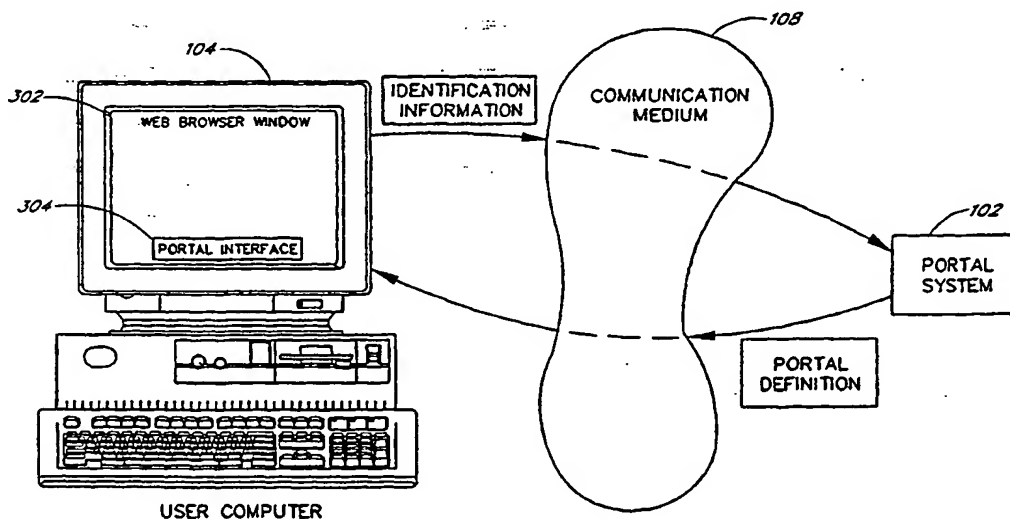 108
104
302
WEB BROWSER WINDOW
IDENTIFICATION
INFORMATION
COMMUNICATION
MEDIUM
304
PORTAL INTERFACE
102
PORTAL
SYSTEM
PORTAL
DEFINITION
USER COMPUTER